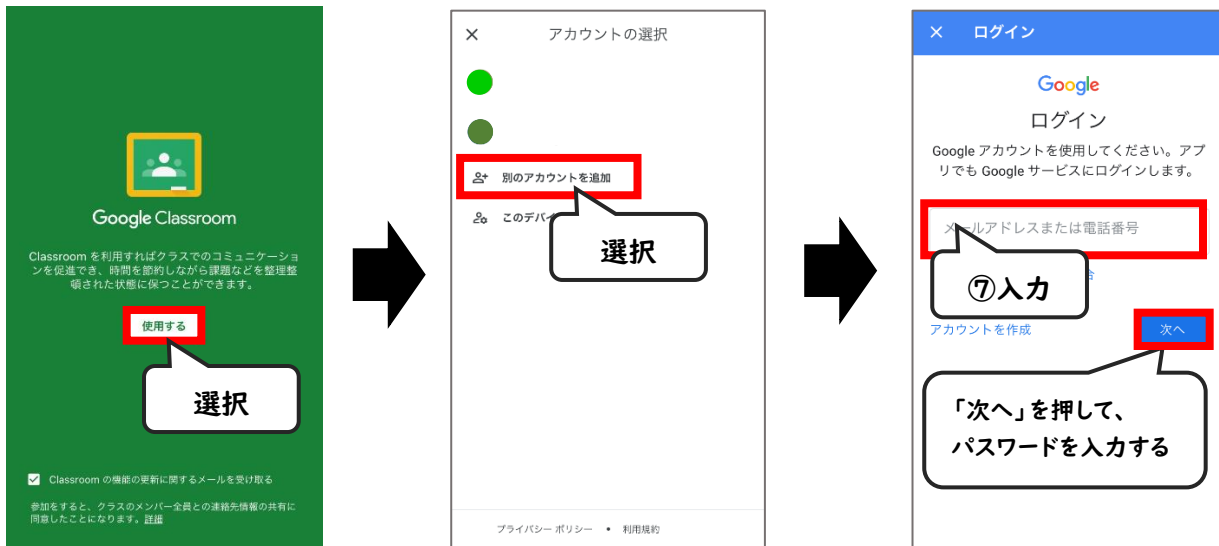 Google Classroom
Classroom を利用すればクラスでのコミュニケーショ
ンを促進でき、時間を節約しながら課題などを整理整
頓された状態に保つことができます。
使用する
選択
Classroom の機能の更新に関するメールを受け取る
参加をすると、クラスのメンバー全員との連絡先情報の共有に
同意したことになります。詳細
アカウントの選択
別のアカウントを追加
このデバイ
選択
プライバシー ポリシー • 利用規約
ログイン
Google
ログイン
Google アカウントを使用してください。アプ
リでも Google サービスにログインします。
メールアドレスまたは電話番号
⑦入力
合
アカウントを作成
次へ
「次へ」を押して、
パスワードを入力する